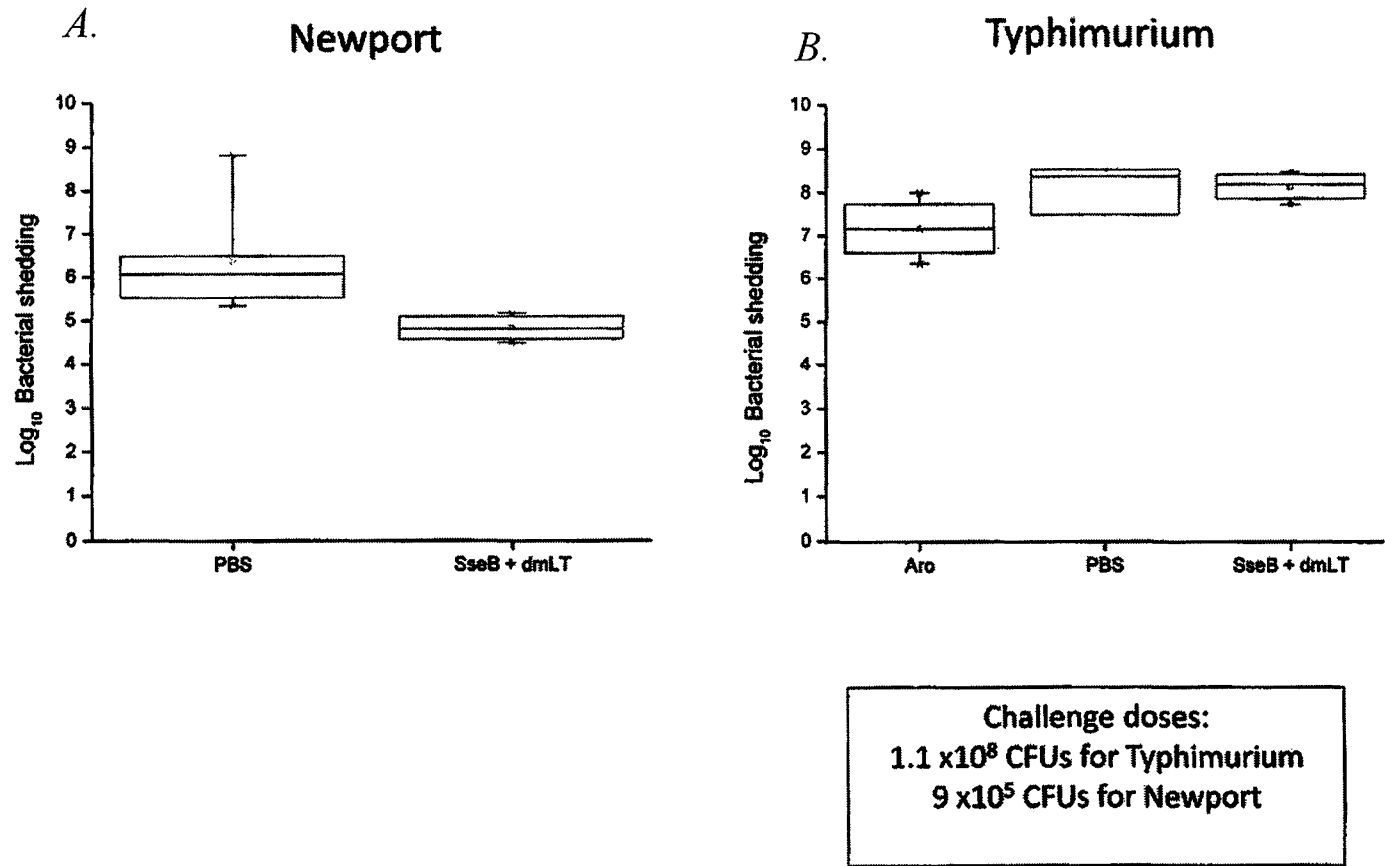 A.
Newport
Log₁₀ Bacterial shedding
10
9
8
7
6
5
4
3
2
1
0
PBS
SseB + dmLT
B.
Typhimurium
Log₁₀ Bacterial shedding
10
9
8
7
6
5
4
3
2
1
0
Aro
PBS
SseB + dmLT
Challenge doses:
1.1 x10⁸ CFUs for Typhimurium
9 x10⁵ CFUs for Newport